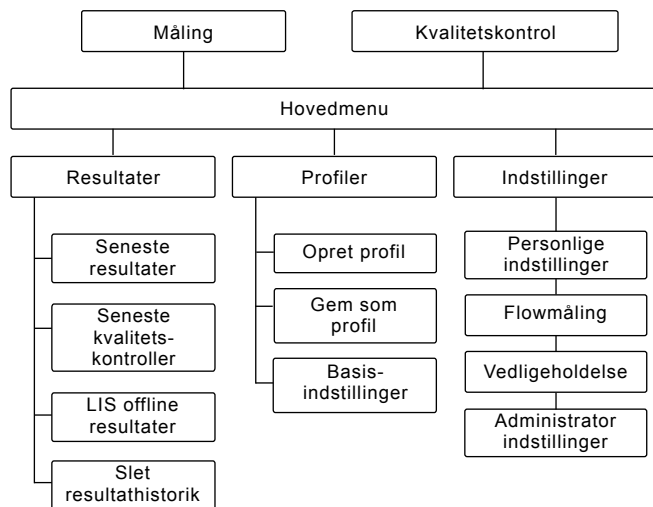 Måling
Kvalitetskontrol
Hovedmenu
Resultater
Profiler
Indstillinger
Seneste
resultater
Seneste
kvalitets-
kontroller
LIS offline
resultater
Slet
resultathistorik
Opret profil
Gem som
profil
Basis-
indstillinger
Personlige
indstillinger
Flowmåling
Vedligeholdelse
Administrator
indstillinger